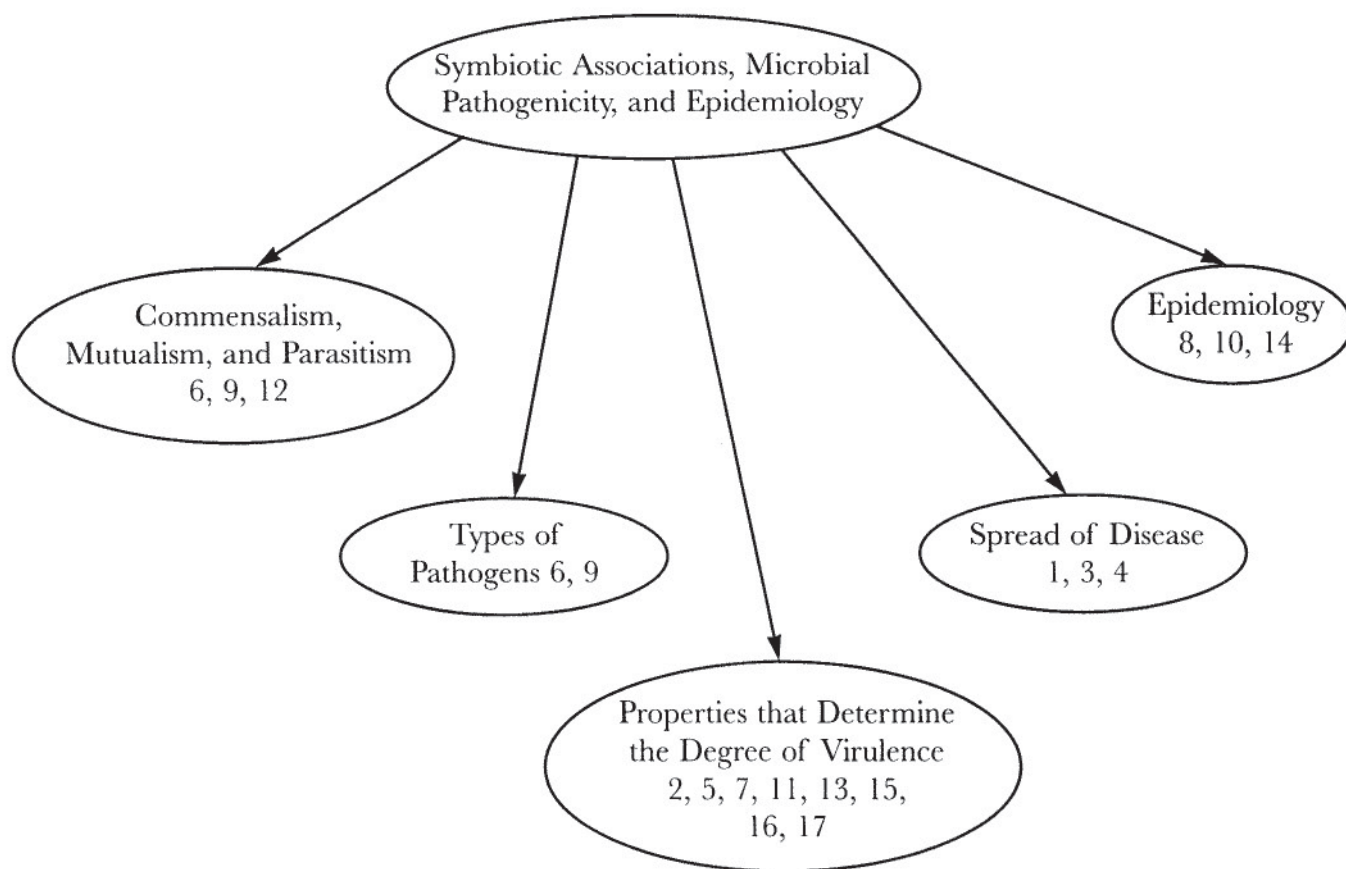 Symbiotic Associations, Microbial
Pathogenicity, and Epidemiology
Commensalism,
Mutualism, and Parasitism
6, 9, 12
Epidemiology
8, 10, 14
Types of
Pathogens 6, 9
Spread of Disease
1, 3, 4
Properties that Determine
the Degree of Virulence
2, 5, 7, 11, 13, 15,
16, 17